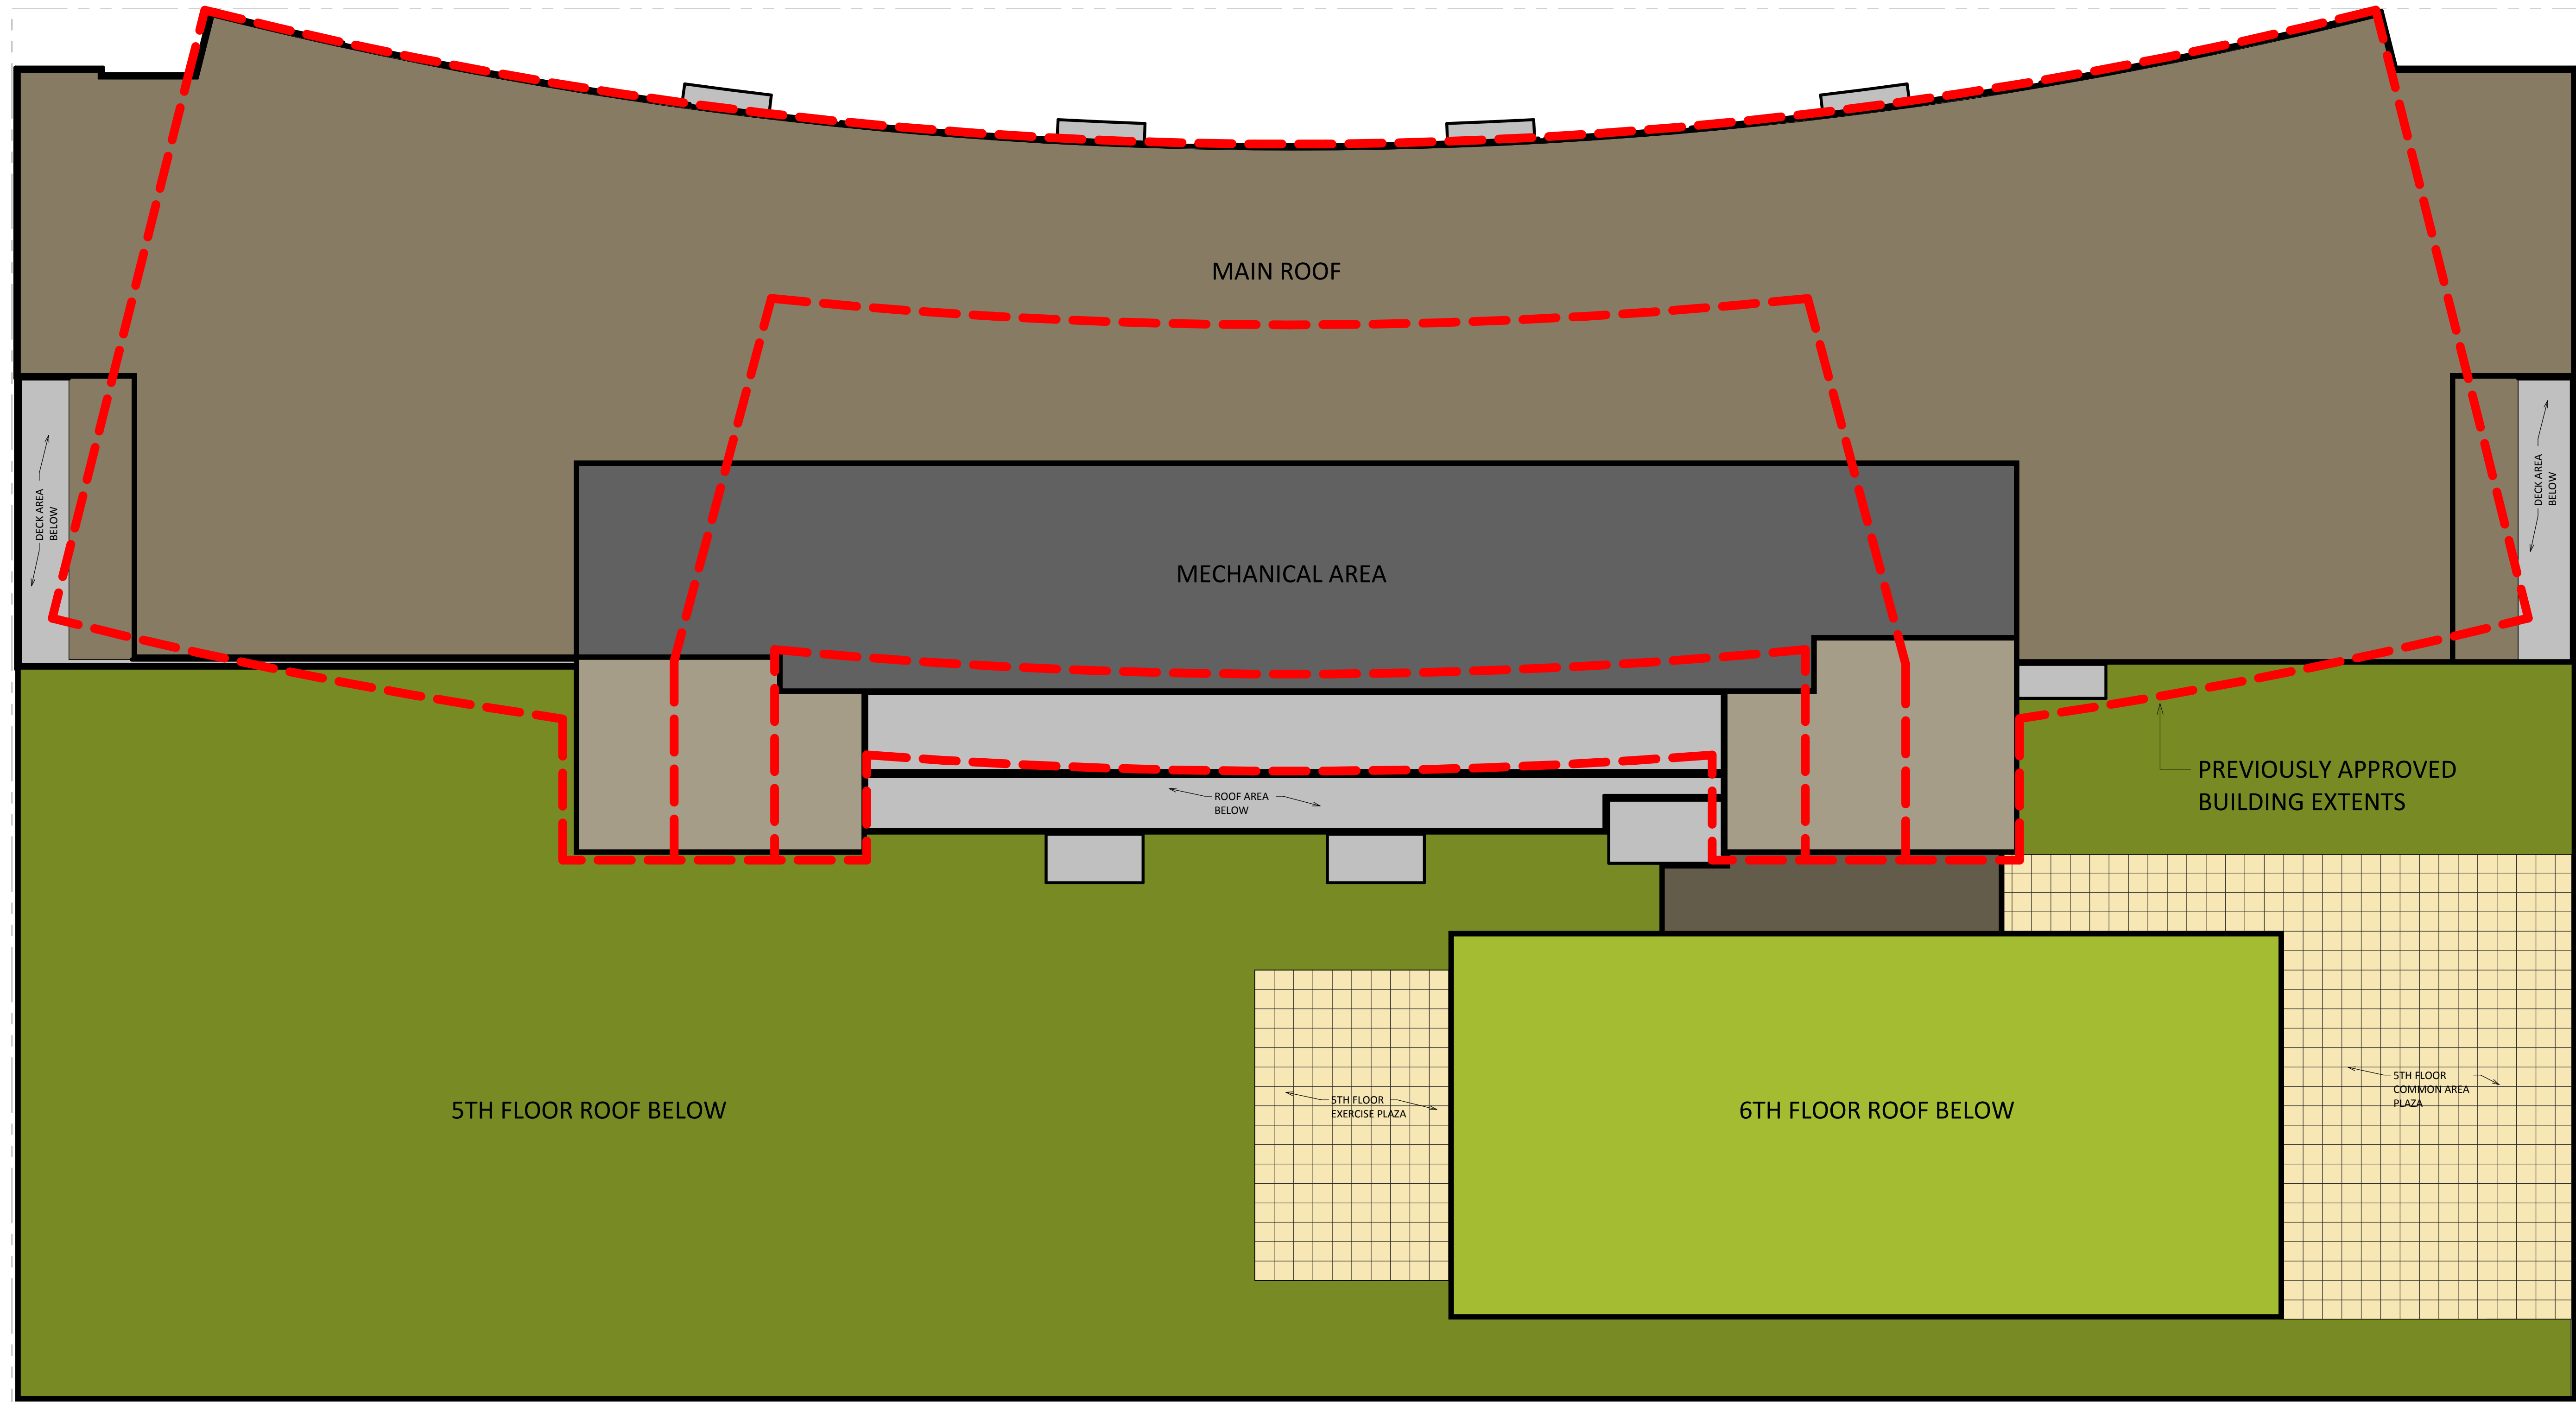 MAIN ROOF
DECK AREA
BELOW
DECK AREA
BELOW
MECHANICAL AREA
PREVIOUSLY APPROVED
BUILDING EXTENTS
ROOF AREA
BELOW
5TH FLOOR
COMMON AREA
PLAZA
5TH FLOOR
EXERCISE PLAZA
5TH FLOOR ROOF BELOW
6TH FLOOR ROOF BELOW